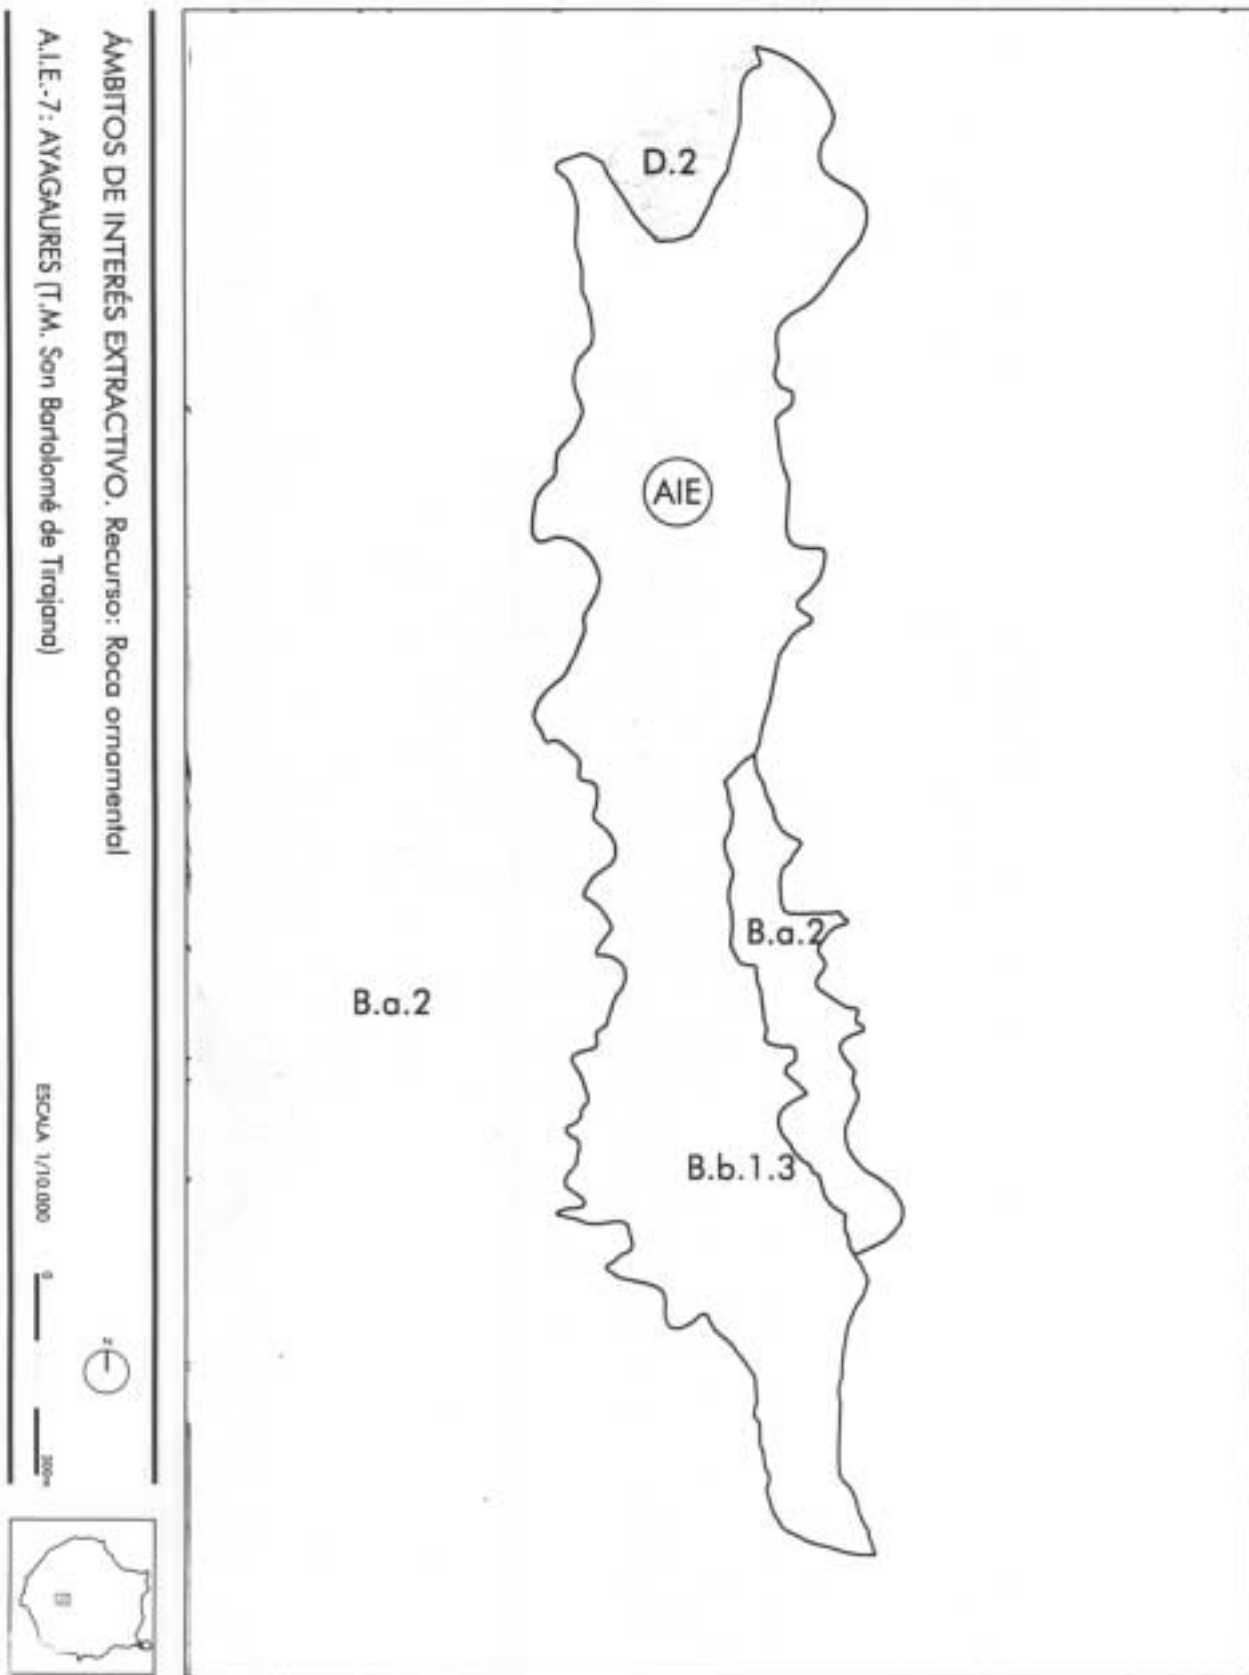 ÁMBITOS DE INTERÉS EXTRACTIVO. Recurso: Roca ornamental
A.I.E.-7: AYAGAURES (T.M. San Bartolomé de Tirajana)
ESCALA 1/10.000
0
300m
z
D.2
AIE
B.a.2
B.a.2
B.b.1.3